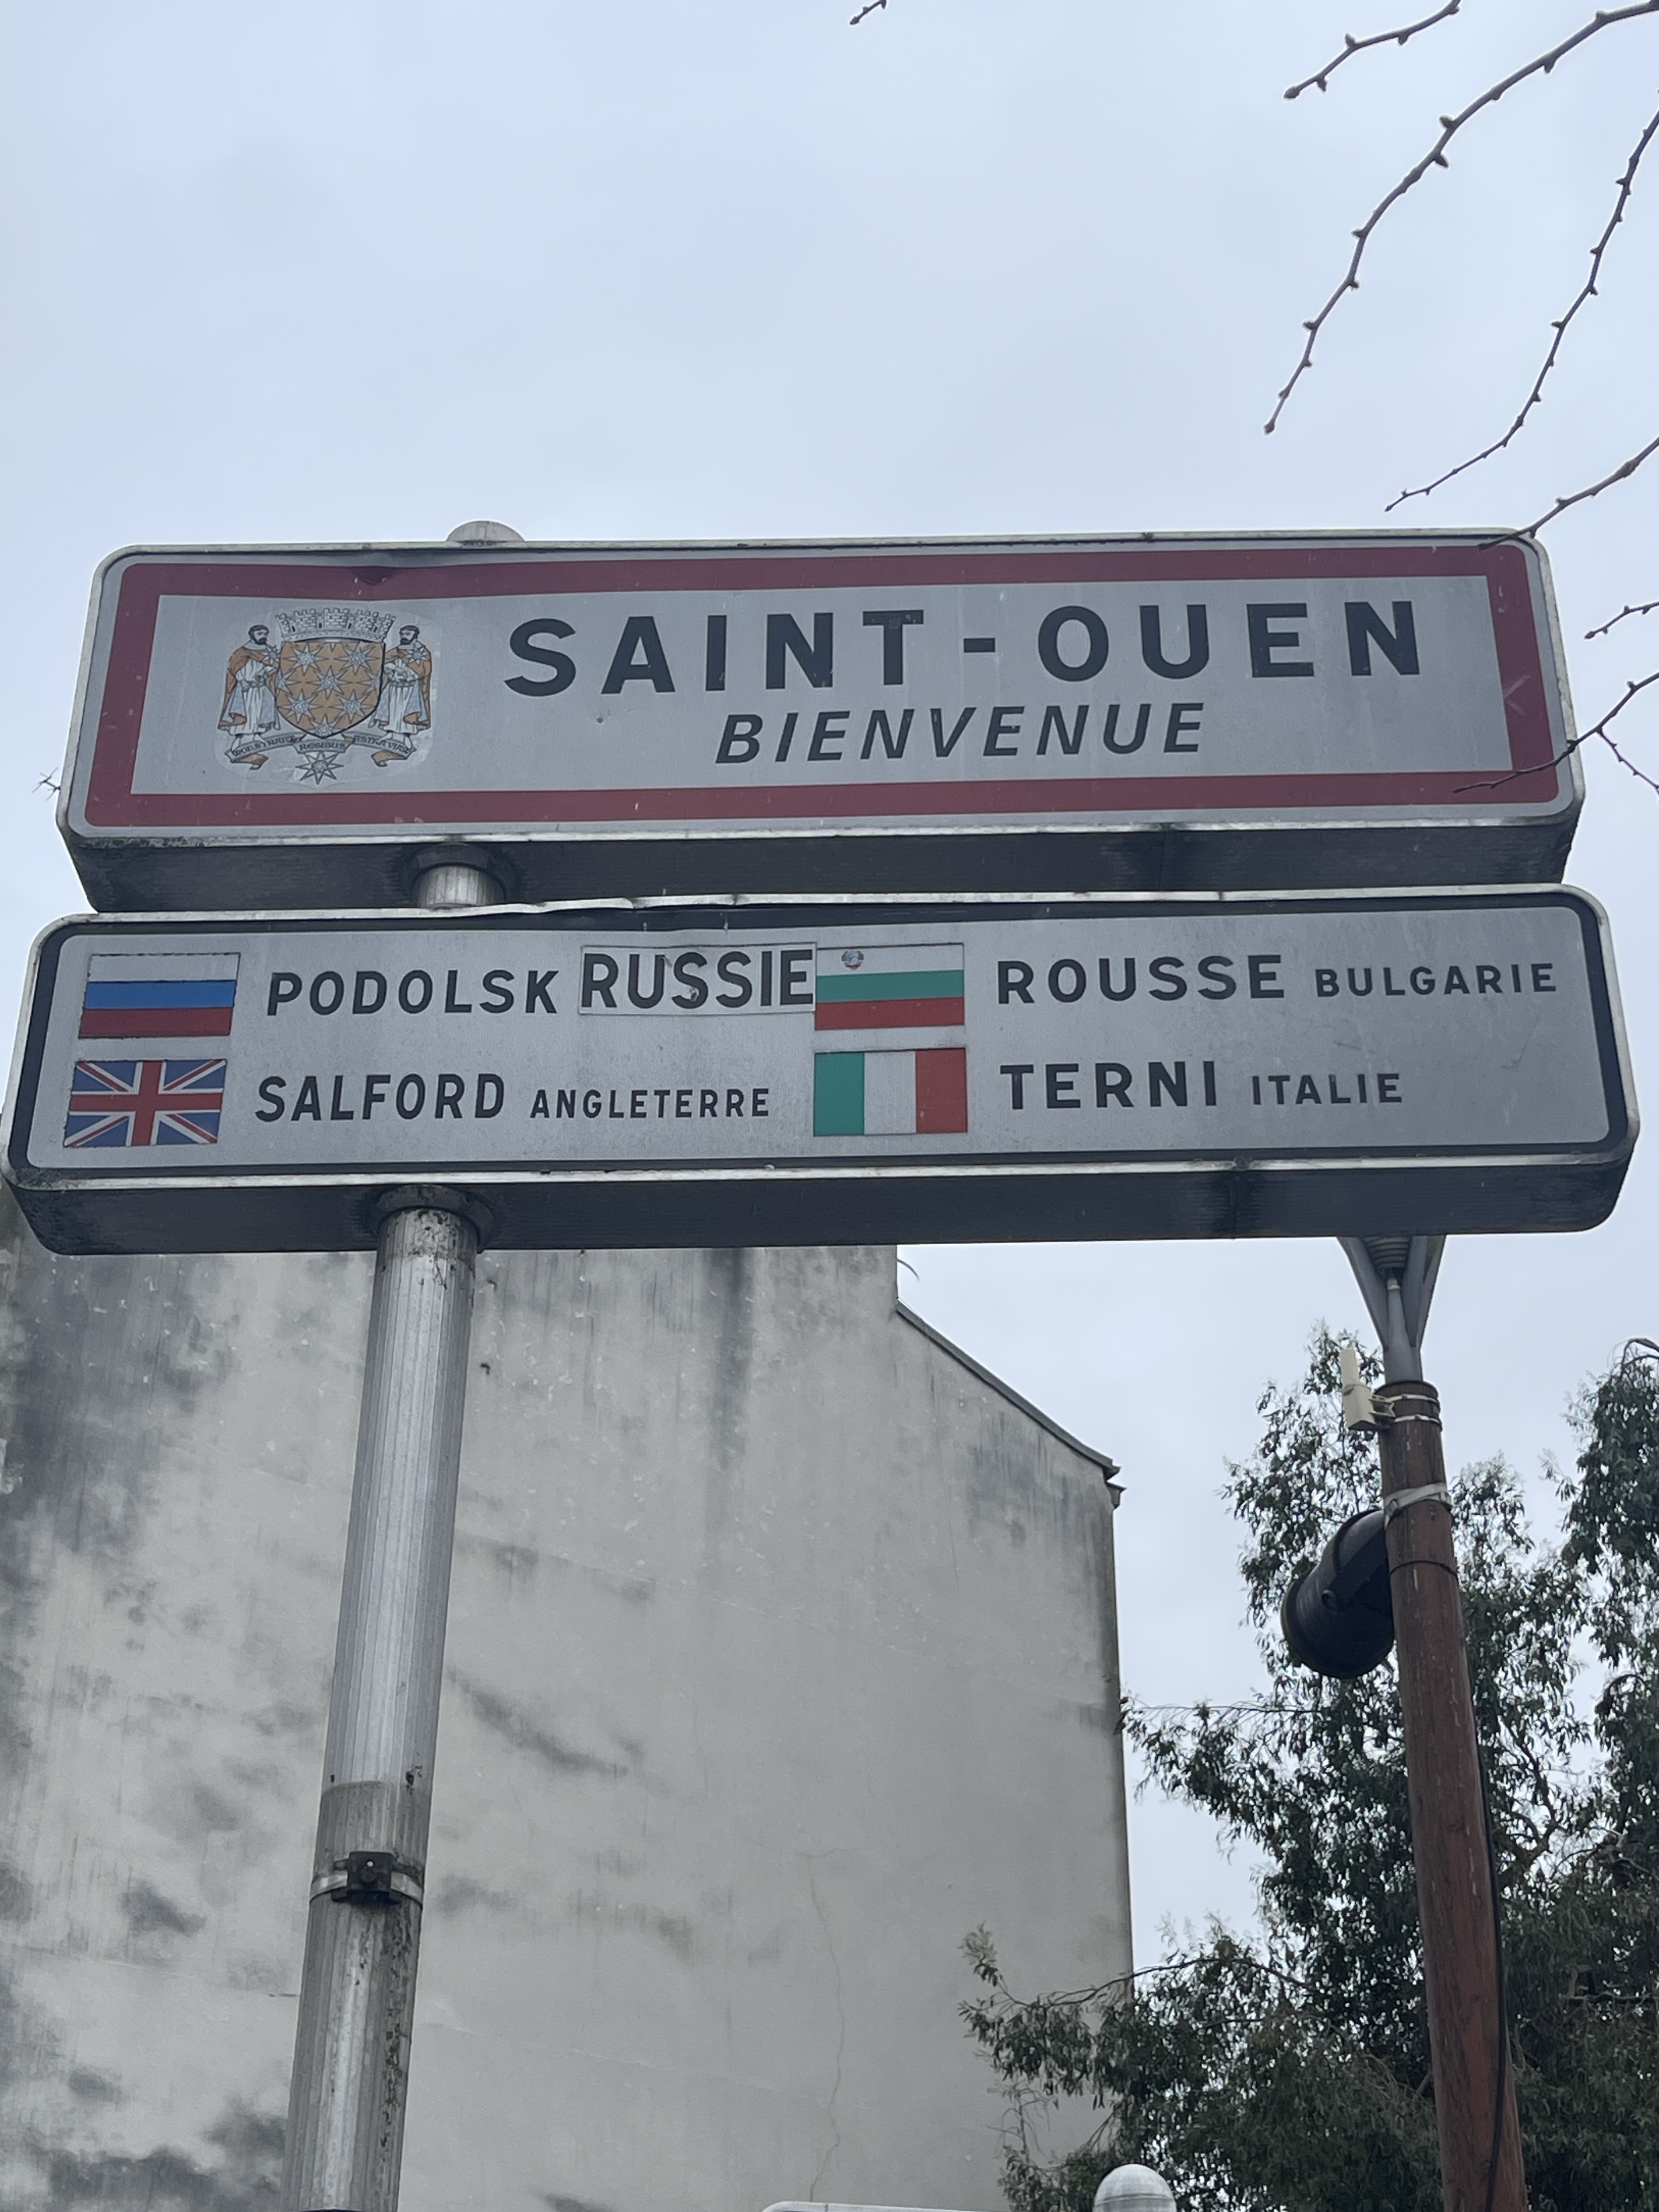 SAINT-OUEN
BIENVENUE
PODOLSK RUSSIE ROUSSE BULGARIE
SALFORD ANGLETERRE TERNI ITALIE